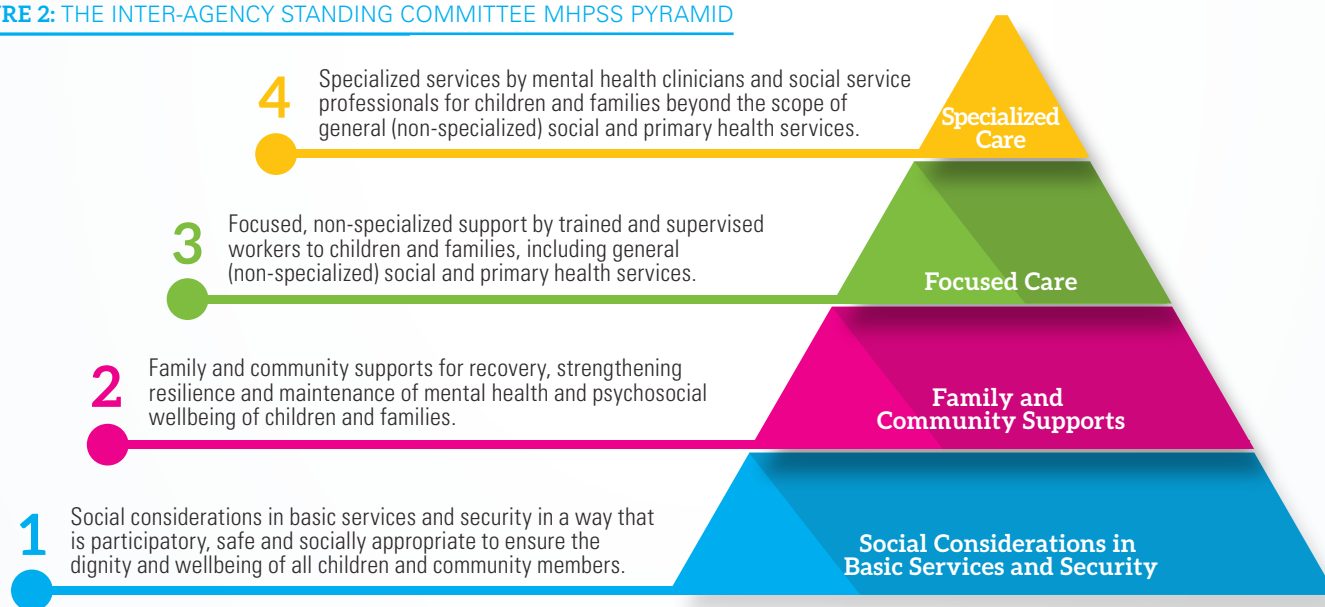 RE 2: THE INTER-AGENCY STANDING COMMITTEE MHPSS PYRAMID
4
Specialized services by mental health clinicians and social service
professionals for children and families beyond the scope of
general (non-specialized) social and primary health services.
Specialized
Care
3
Focused, non-specialized support by trained and supervised
workers to children and families, including general
(non-specialized) social and primary health services.
Focused Care
2
Family and community supports for recovery, strengthening
resilience and maintenance of mental health and psychosocial
wellbeing of children and families.
Family and
Community Supports
1
Social considerations in basic services and security in a way that
is participatory, safe and socially appropriate to ensure the
dignity and wellbeing of all children and community members.
Social Considerations in
Basic Services and Security